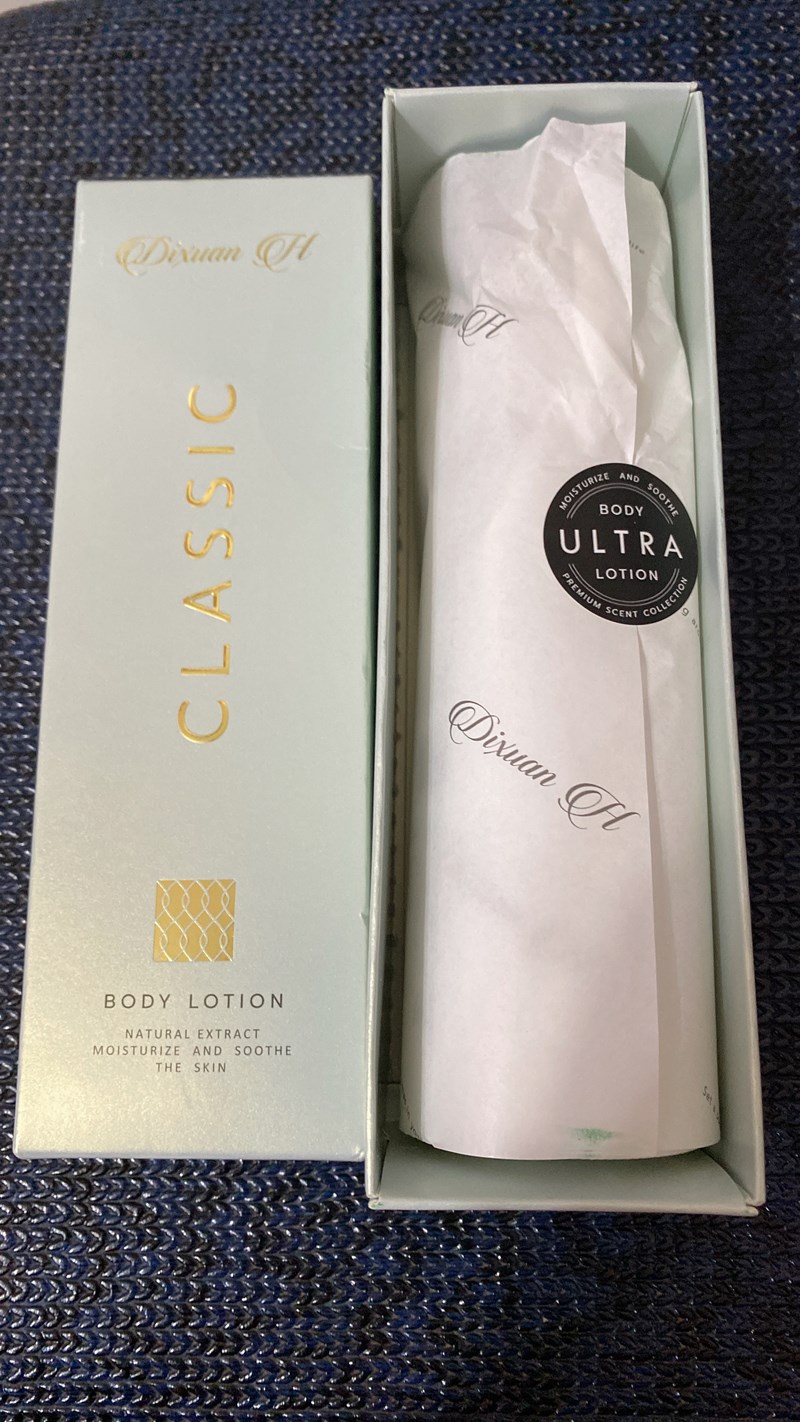 Dixuan H
CLASSIC
BODY LOTION
NATURAL EXTRACT
MOISTURIZE AND SOOTHE
THE SKIN
Dixuan H
MOISTURIZE AND SOOTHE
BODY
ULTRA
LOTION
PREMIUM SCENT COLLECTION
Dixuan H